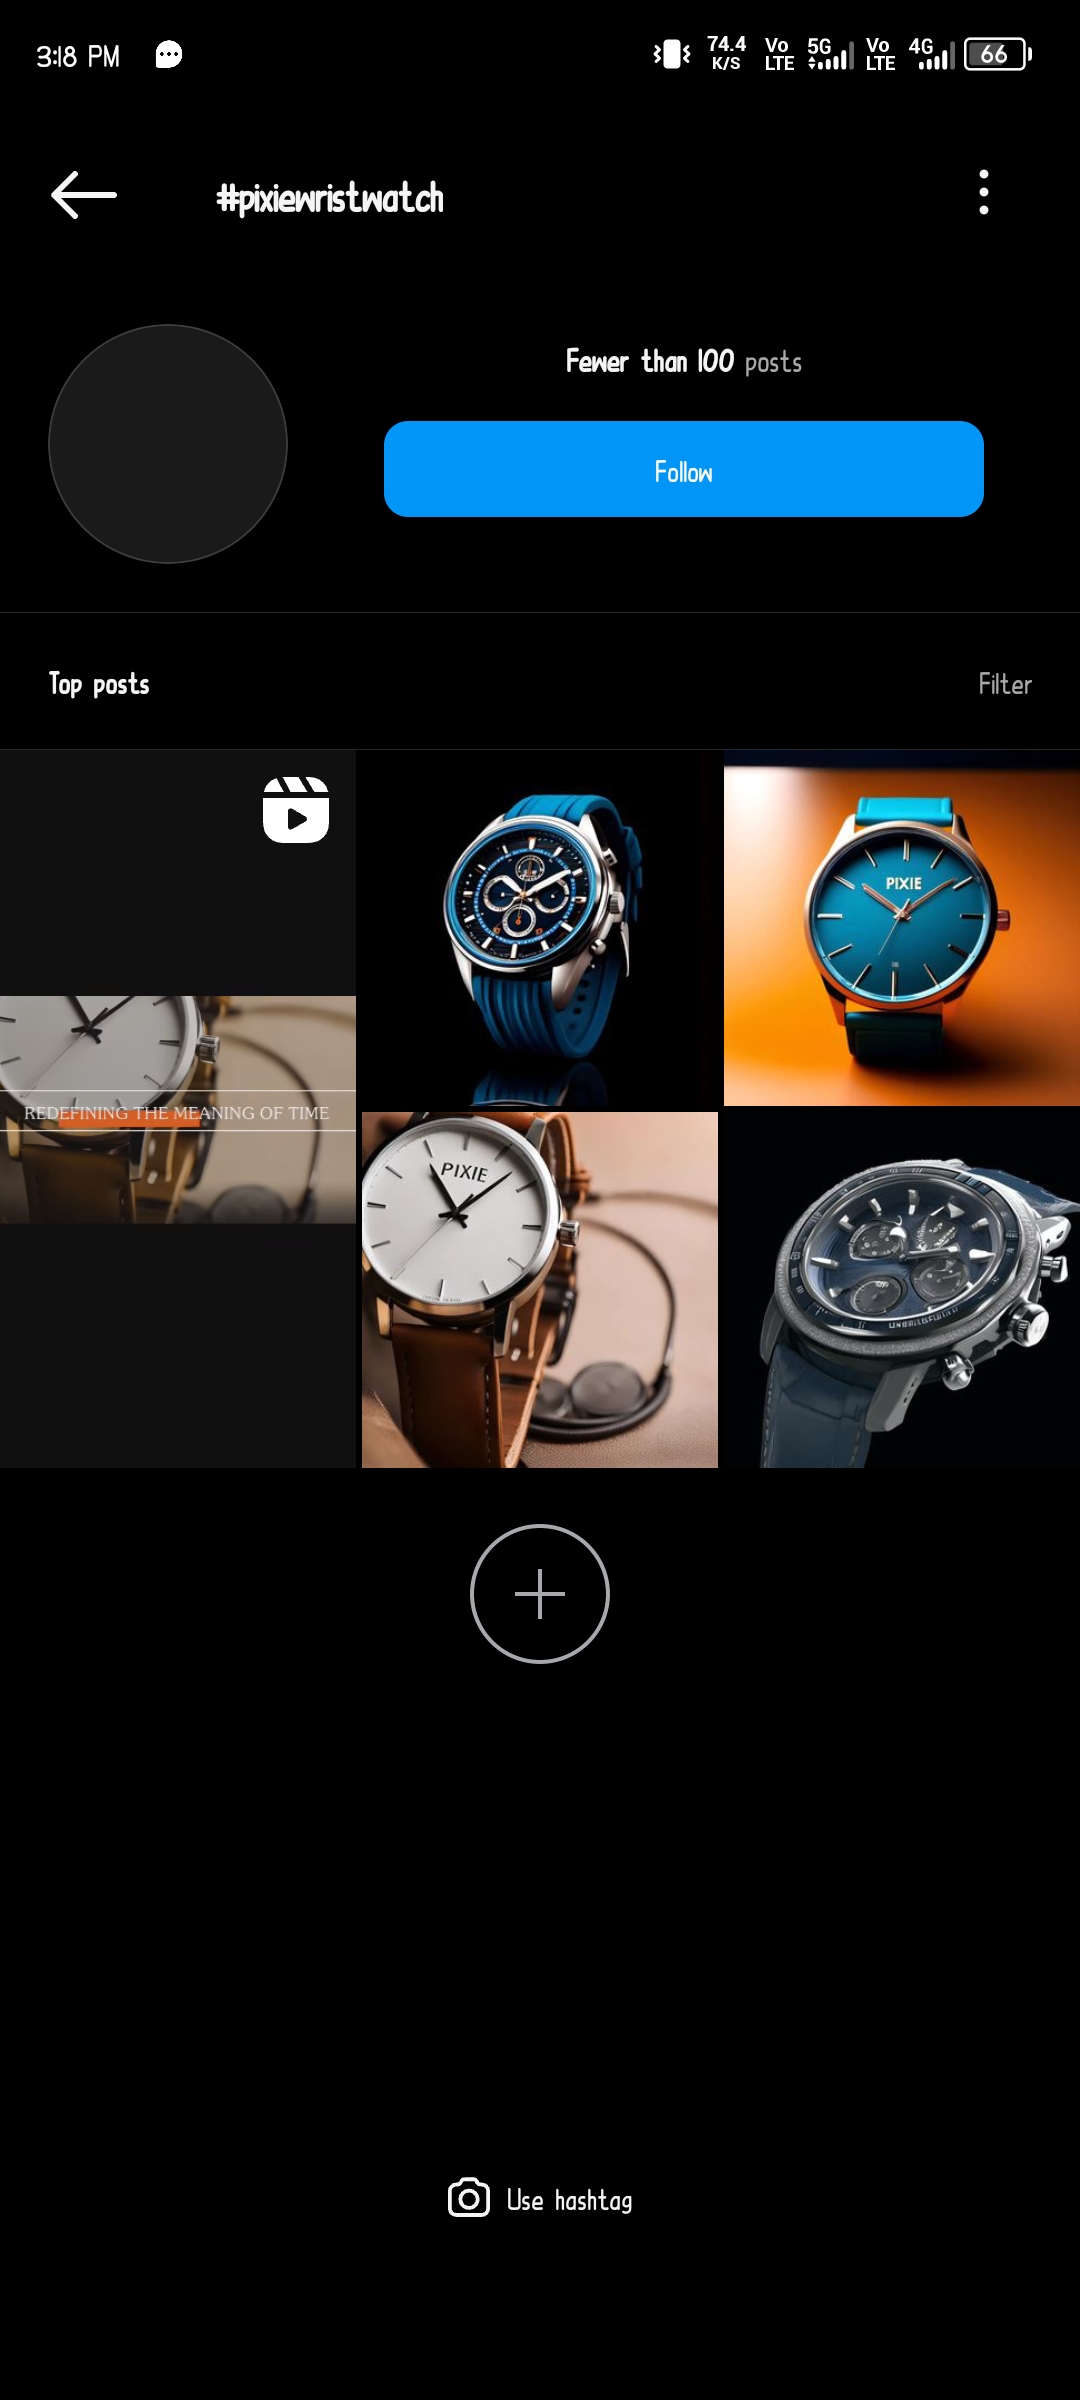 3:18 PM
74.4 K/S
Vo LTE
5G
Vo LTE
4G
66
#pixiewristwatch
Fewer than 100 posts
Follow
Top posts
Filter
PIXIE
REDEFINING THE MEANING OF TIME
PIXIE
Use hashtag